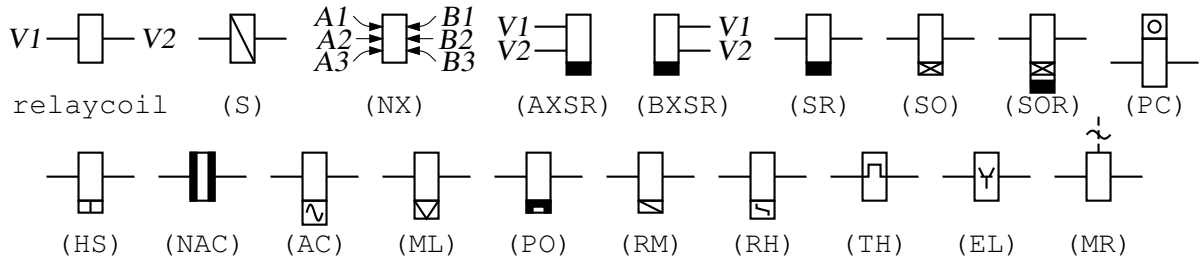 V1 V2 A1 A2 A3 B1 B2 B3 V1 V2 V1 V2
relaycoil (S) (NX) (AXSR) (BXSR) (SR) (SO) (SOR) (PC)
(HS) (NAC) (AC) (ML) (PO) (RM) (RH) (TH) (EL) (MR)